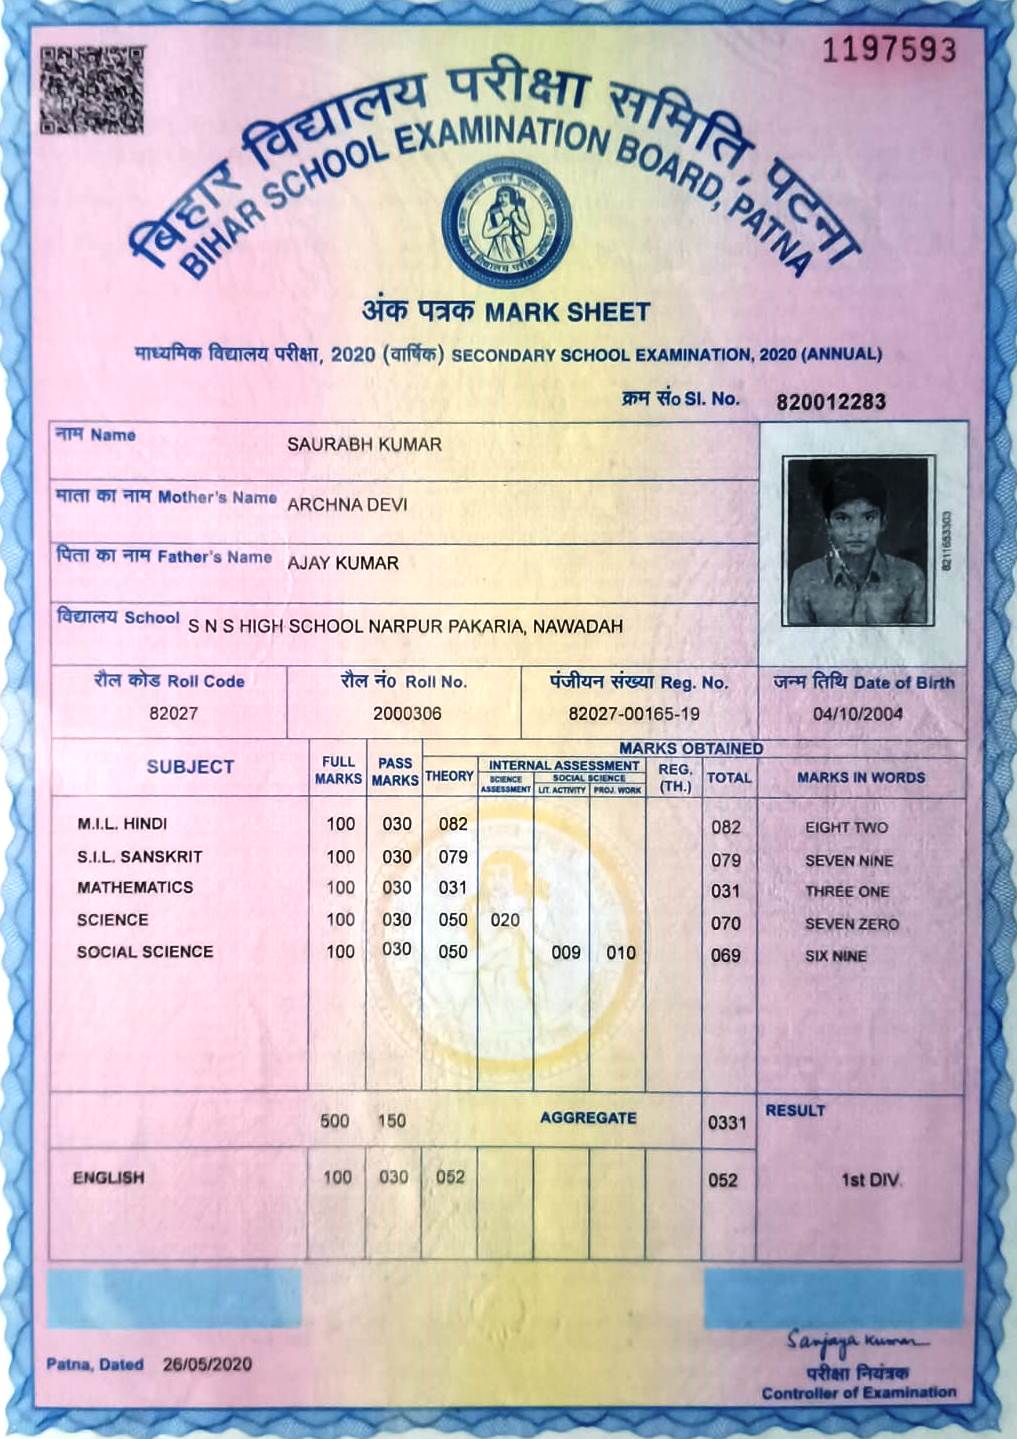 1197593
बिहार विद्यालय परीक्षा समिति, पटना
BIHAR SCHOOL EXAMINATION BOARD, PATNA
अंक पत्रक MARK SHEET
माध्यमिक विद्यालय परीक्षा, 2020 (वार्षिक) SECONDARY SCHOOL EXAMINATION, 2020 (ANNUAL)
क्रम सं० Sl. No. 820012283
नाम Name SAURABH KUMAR
माता का नाम Mother's Name ARCHNA DEVI
पिता का नाम Father's Name AJAY KUMAR
विद्यालय School S N S HIGH SCHOOL NARPUR PAKARIA, NAWADAH
8211653303
रौल कोड Roll Code रौल नं० Roll No. पंजीयन संख्या Reg. No. जन्म तिथि Date of Birth
82027 2000306 82027-00165-19 04/10/2004
MARKS OBTAINED
SUBJECT FULL MARKS PASS MARKS THEORY INTERNAL ASSESSMENT REG. (TH.) TOTAL MARKS IN WORDS
SCIENCE ASSESSMENT SOCIAL SCIENCE
LIT. ACTIVITY PROJ. WORK
M.I.L. HINDI 100 030 082 082 EIGHT TWO
S.I.L. SANSKRIT 100 030 079 079 SEVEN NINE
MATHEMATICS 100 030 031 031 THREE ONE
SCIENCE 100 030 050 020 070 SEVEN ZERO
SOCIAL SCIENCE 100 030 050 009 010 069 SIX NINE
500 150 AGGREGATE 0331 RESULT
ENGLISH 100 030 052 052 1st DIV.
Sanjaya Kumar
Patna, Dated 26/05/2020
परीक्षा नियंत्रक
Controller of Examination